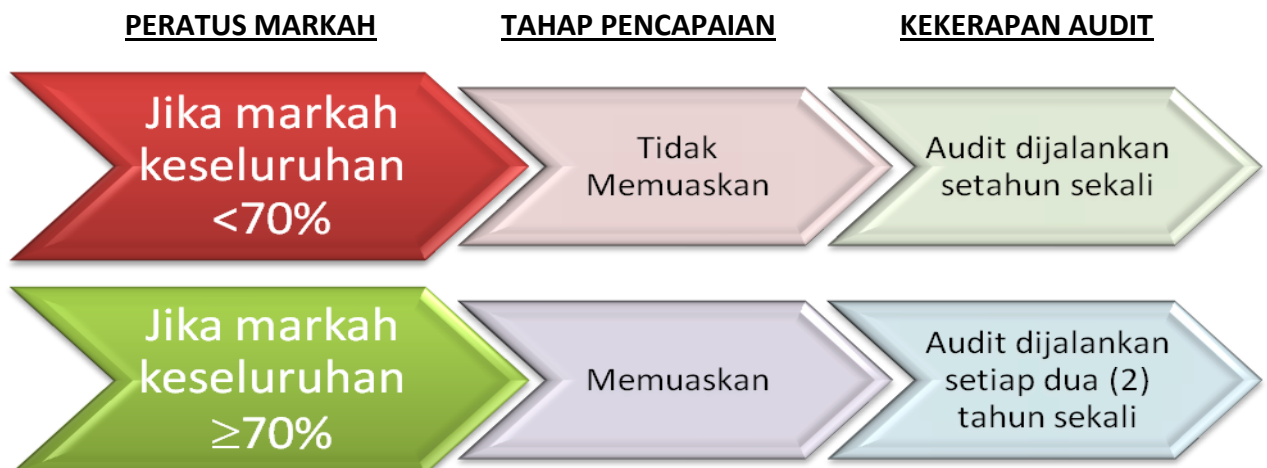 PERATUS MARKAH
TAHAP PENCAPAIAN
KEKERAPAN AUDIT
Jika markah
keseluruhan
<70%
Tidak
Memuaskan
Audit dijalankan
setahun sekali
Jika markah
keseluruhan
≥70%
Memuaskan
Audit dijalankan
setiap dua (2)
tahun sekali